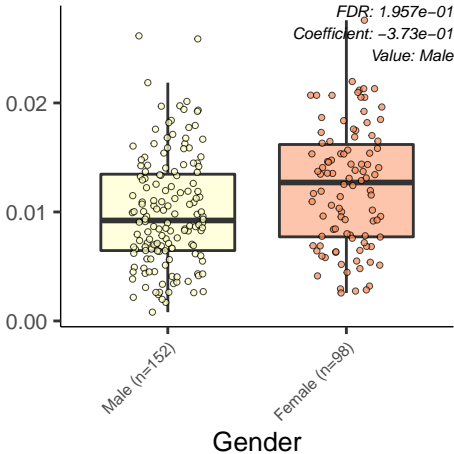 FDR: 1.957e−01
Coefficient: −3.73e−01
Value: Male
0.02
0.01
0.00
Male (n=152)
Female (n=98)
Gender